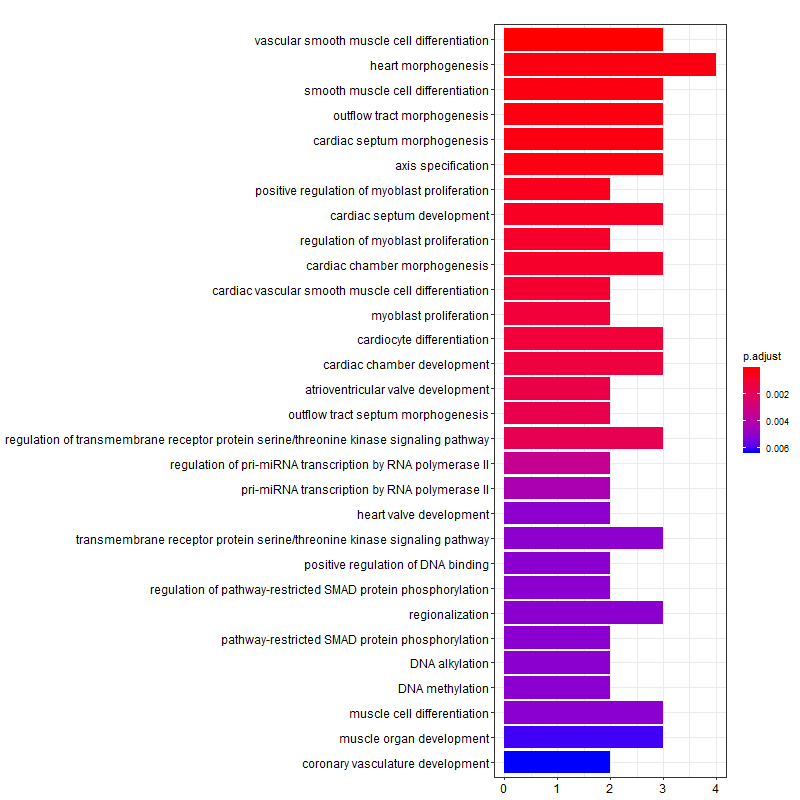 vascular smooth muscle cell differentiation
heart morphogenesis
smooth muscle cell differentiation
outflow tract morphogenesis
cardiac septum morphogenesis
axis specification
positive regulation of myoblast proliferation
cardiac septum development
regulation of myoblast proliferation
cardiac chamber morphogenesis
cardiac vascular smooth muscle cell differentiation
myoblast proliferation
cardiocyte differentiation
cardiac chamber development
atrioventricular valve development
outflow tract septum morphogenesis
regulation of transmembrane receptor protein serine/threonine kinase signaling pathway
regulation of pri-miRNA transcription by RNA polymerase II
pri-miRNA transcription by RNA polymerase II
heart valve development
transmembrane receptor protein serine/threonine kinase signaling pathway
positive regulation of DNA binding
regulation of pathway-restricted SMAD protein phosphorylation
regionalization
pathway-restricted SMAD protein phosphorylation
DNA alkylation
DNA methylation
muscle cell differentiation
muscle organ development
coronary vasculature development
0 1 2 3 4
p.adjust
0.002
0.004
0.006